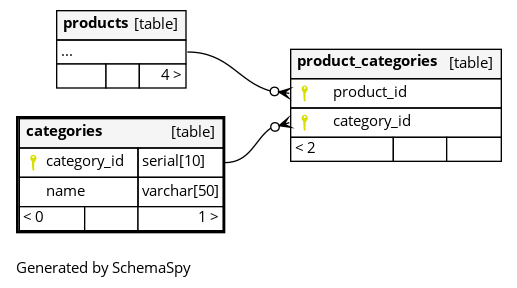 products [table]
...
4 >
product_categories [table]
product_id
category_id
< 2
categories [table]
category_id serial[10]
name varchar[50]
< 0 1 >
Generated by SchemaSpy